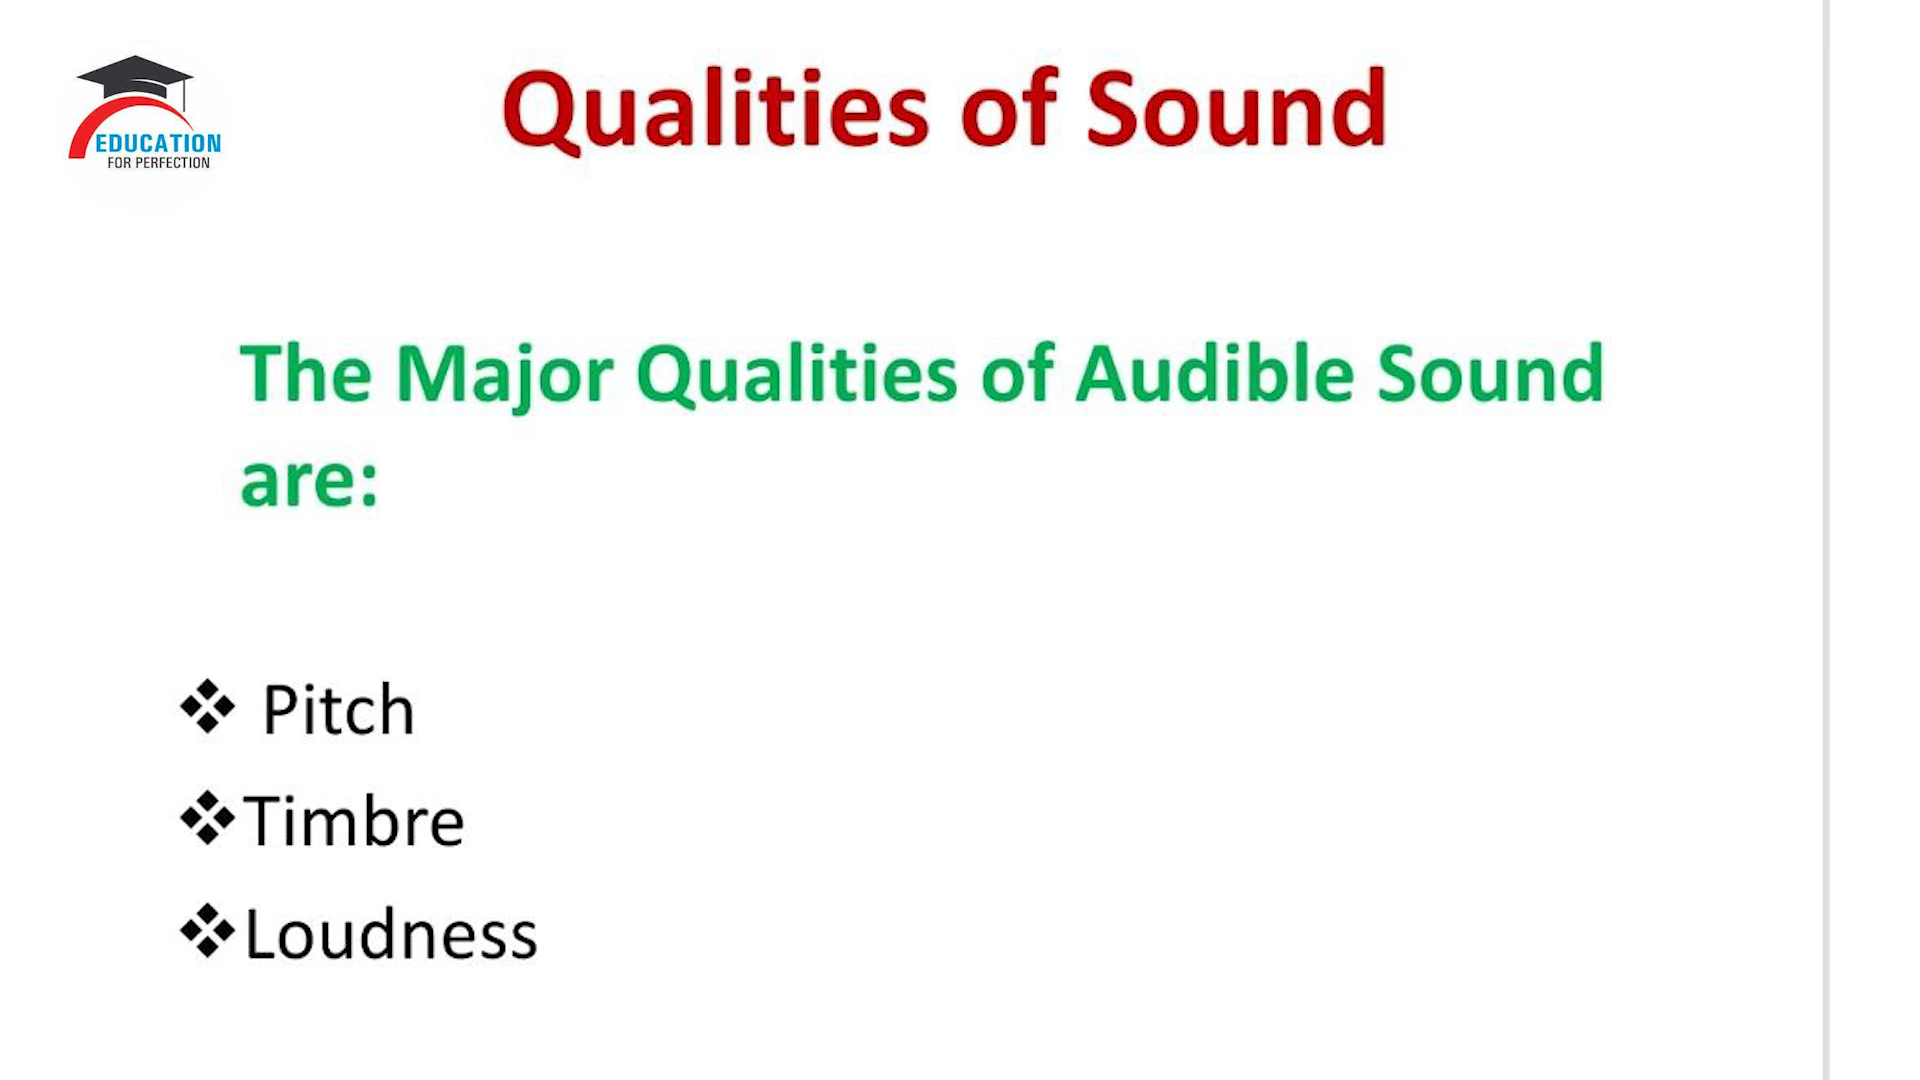 EDUCATION
FOR PERFECTION
Qualities of Sound
The Major Qualities of Audible Sound
are:
❖ Pitch
❖Timbre
❖Loudness